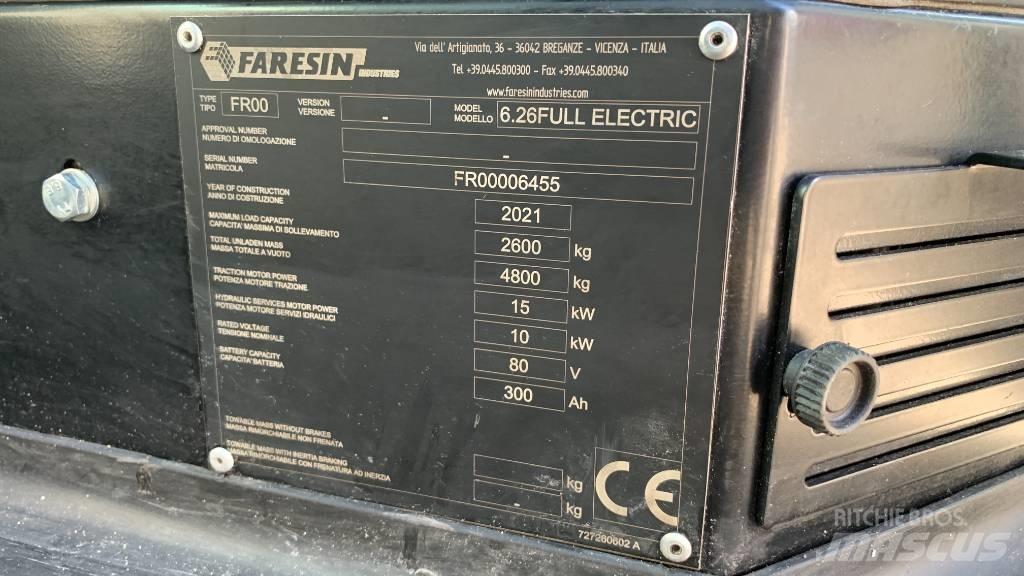 FARESIN
INDUSTRIES
Via dell' Artigianato, 36 - 36042 BREGANZE - VICENZA - ITALIA
Tel. +39.0445.800300 - Fax +39.0445.800340
www.faresinindustries.com
TYPE
TIPO
FR00
VERSION
VERSIONE
-
MODEL
MODELLO
6.26FULL ELECTRIC
APPROVAL NUMBER
NUMERO DI OMOLOGAZIONE
-
SERIAL NUMBER
MATRICOLA
FR00006455
YEAR OF CONSTRUCTION
ANNO DI COSTRUZIONE
2021
MAXIMUM LOAD CAPACITY
CAPACITA' MASSIMA DI SOLLEVAMENTO
2600 kg
TOTAL UNLADEN MASS
MASSA TOTALE A VUOTO
4800 kg
TRACTION MOTOR POWER
POTENZA MOTORE TRAZIONE
15 kW
HYDRAULIC SERVICES MOTOR POWER
POTENZA MOTORE SERVIZI IDRAULICI
10 kW
RATED VOLTAGE
TENSIONE NOMINALE
80 V
BATTERY CAPACITY
CAPACITA' BATTERIA
300 Ah
TOWABLE MASS WITHOUT BRAKES
MASSA RIMORCHIABILE NON FRENATA
- kg
TOWABLE MASS WITH INERTIA BRAKING
MASSA RIMORCHIABILE CON FRENATURA AD INERZIA
- kg
CE
727260602 A
8.8
RITCHIE BROS.
MASCUS